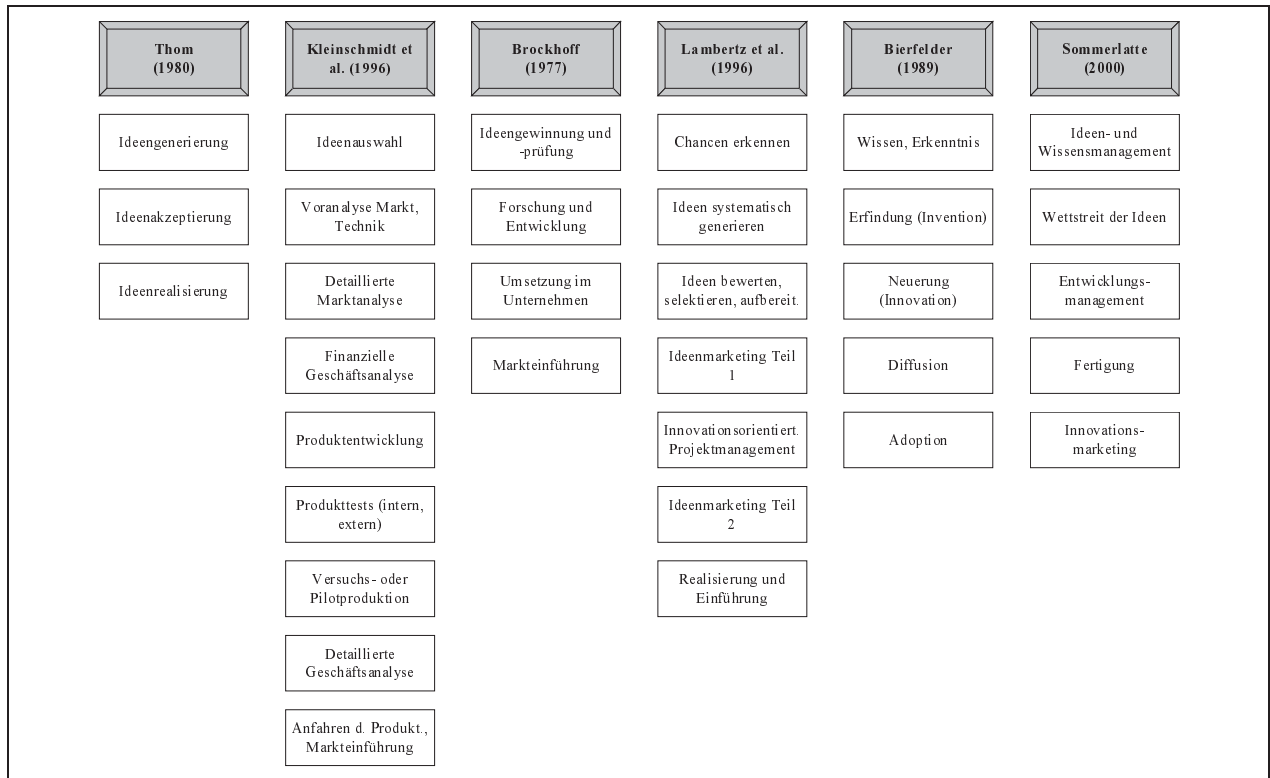 Thom
(1980)
Ideengenerierung
Ideenakzeptierung
Ideenrealisierung
Kleinschmidt et
al. (1996)
Ideenauswahl
Voranalyse Markt,
Technik
Detaillierte
Marktanalyse
Finanzielle
Geschäftsanalyse
Produktentwicklung
Produkttests (intern,
extern)
Versuchs- oder
Pilotproduktion
Detaillierte
Geschäftsanalyse
Anfahren d. Produkt.,
Markteinführung
Brockhoff
(1977)
Ideengewinnung und
-prüfung
Forschung und
Entwicklung
Umsetzung im
Unternehmen
Markteinführung
Lambertz et al.
(1996)
Chancen erkennen
Ideen systematisch
generieren
Ideen bewerten,
selektieren, aufbereit.
Ideenmarketing Teil
1
Innovationsorientiert.
Projektmanagement
Ideenmarketing Teil
2
Realisierung und
Einführung
Bierfelder
(1989)
Wissen, Erkenntnis
Erfindung (Invention)
Neuerung
(Innovation)
Diffusion
Adoption
Sommerlatte
(2000)
Ideen- und
Wissensmanagement
Wettstreit der Ideen
Entwicklungs-
management
Fertigung
Innovations-
marketing